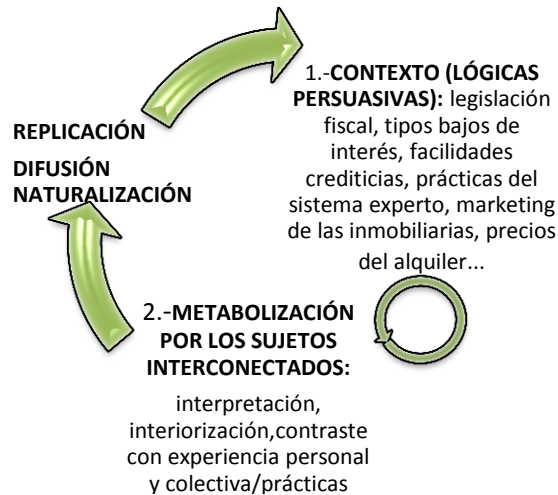 1.-CONTEXTO (LÓGICAS
PERSUASIVAS): legislación
fiscal, tipos bajos de
interés, facilidades
crediticias, prácticas del
sistema experto, marketing
de las inmobiliarias, precios
del alquiler...
2.-METABOLIZACIÓN
POR LOS SUJETOS
INTERCONECTADOS:
interpretación,
interiorización,contraste
con experiencia personal
y colectiva/prácticas
REPLICACIÓN
DIFUSIÓN
NATURALIZACIÓN